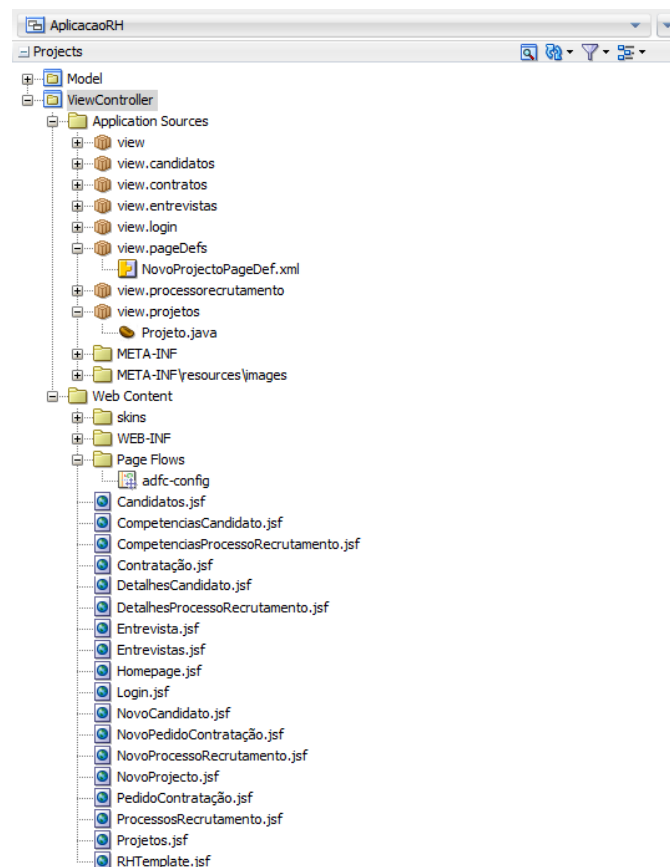 AplicacaoRH
Projects
Model
ViewController
Application Sources
view
view.candidatos
view.contratos
view.entrevistas
view.login
view.pageDefs
NovoProjectoPageDef.xml
view.processorecrutamento
view.projetos
Projeto.java
META-INF
META-INF\resources\images
Web Content
skins
WEB-INF
Page Flows
adfc-config
Candidatos.jsf
CompetenciasCandidato.jsf
CompetenciasProcessoRecrutamento.jsf
Contratação.jsf
DetalhesCandidato.jsf
DetalhesProcessoRecrutamento.jsf
Entrevista.jsf
Entrevistas.jsf
Homepage.jsf
Login.jsf
NovoCandidato.jsf
NovoPedidoContratação.jsf
NovoProcessoRecrutamento.jsf
NovoProjecto.jsf
PedidoContratação.jsf
ProcessosRecrutamento.jsf
Projetos.jsf
RHTemplate.jsf